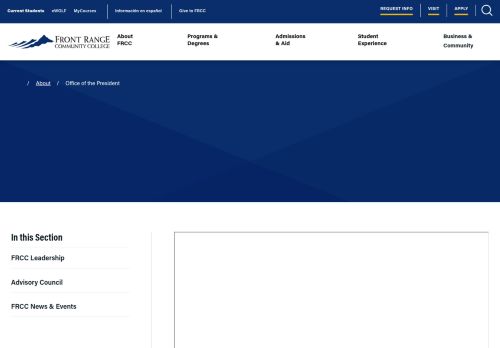 Current Students eWOLF MyCourses Información en español Give to FRCC REQUEST INFO VISIT APPLY
FRONT RANGE
COMMUNITY COLLEGE
About
FRCC
Programs &
Degrees
Admissions
& Aid
Student
Experience
Business &
Community
/ About / Office of the President
In this Section
FRCC Leadership
Advisory Council
FRCC News & Events